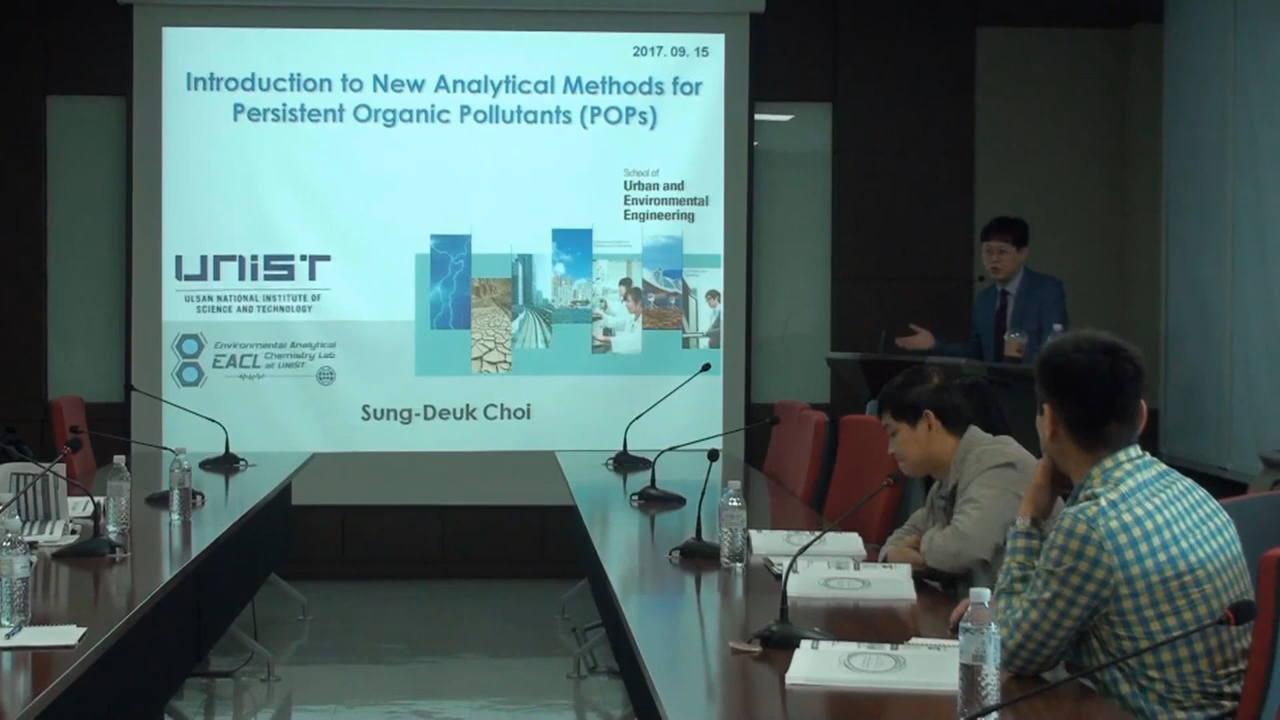 2017. 09. 15
Introduction to New Analytical Methods for
Persistent Organic Pollutants (POPs)
School of
Urban and
Environmental
Engineering
UNIST
ULSAN NATIONAL INSTITUTE OF
SCIENCE AND TECHNOLOGY
Environmental Analytical
EACL Chemistry Lab
at UNIST
Sung-Deuk Choi